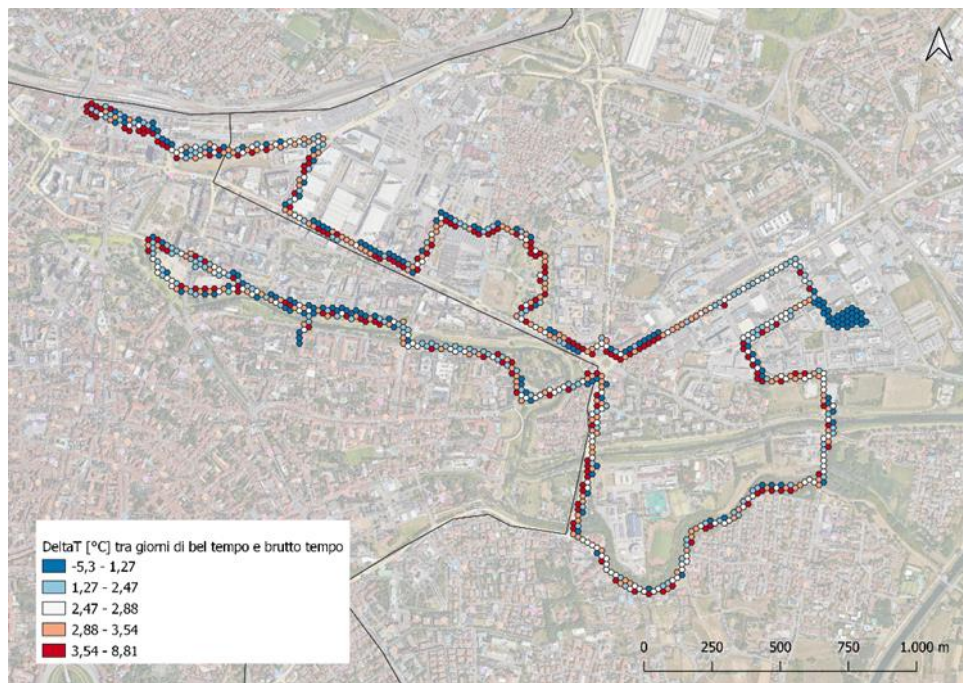 DeltaT [°C] tra giorni di bel tempo e brutto tempo
-5,3 - 1,27
1,27 - 2,47
2,47 - 2,88
2,88 - 3,54
3,54 - 8,81
0 250 500 750 1.000 m